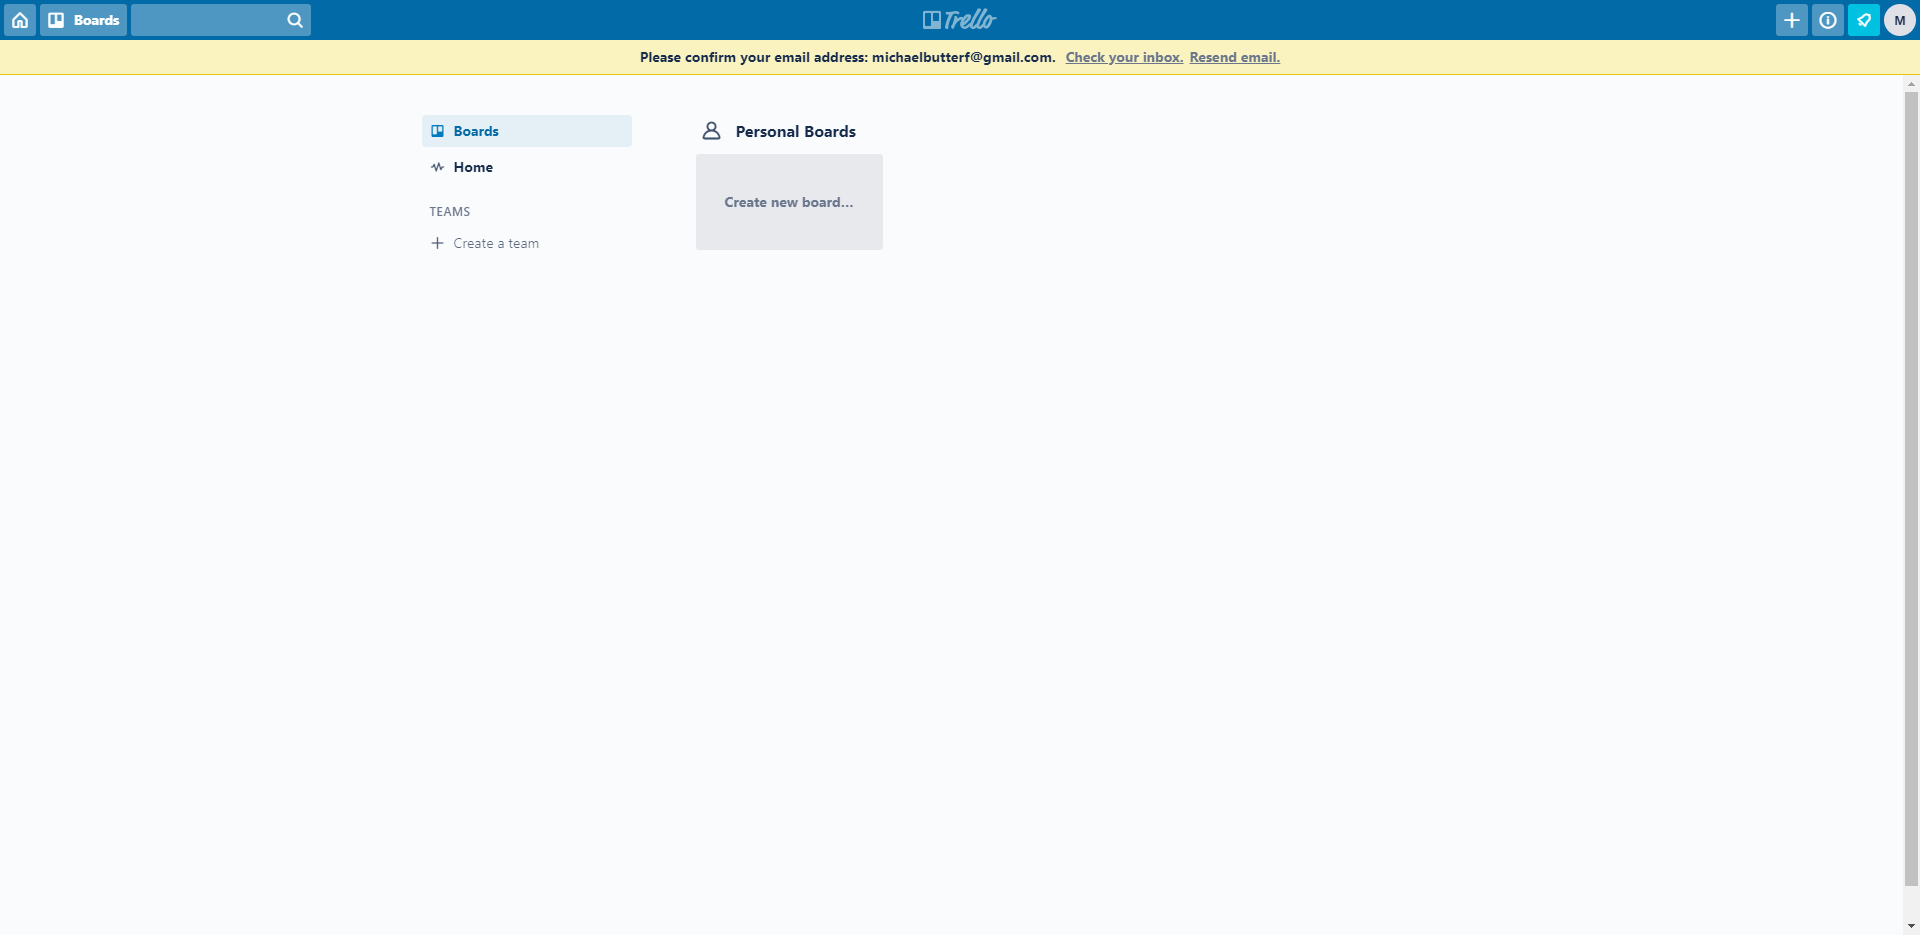 Boards
Trello
M
Please confirm your email address: michaelbutterf@gmail.com. Check your inbox. Resend email.
Boards
Home
TEAMS
Create a team
Personal Boards
Create new board...